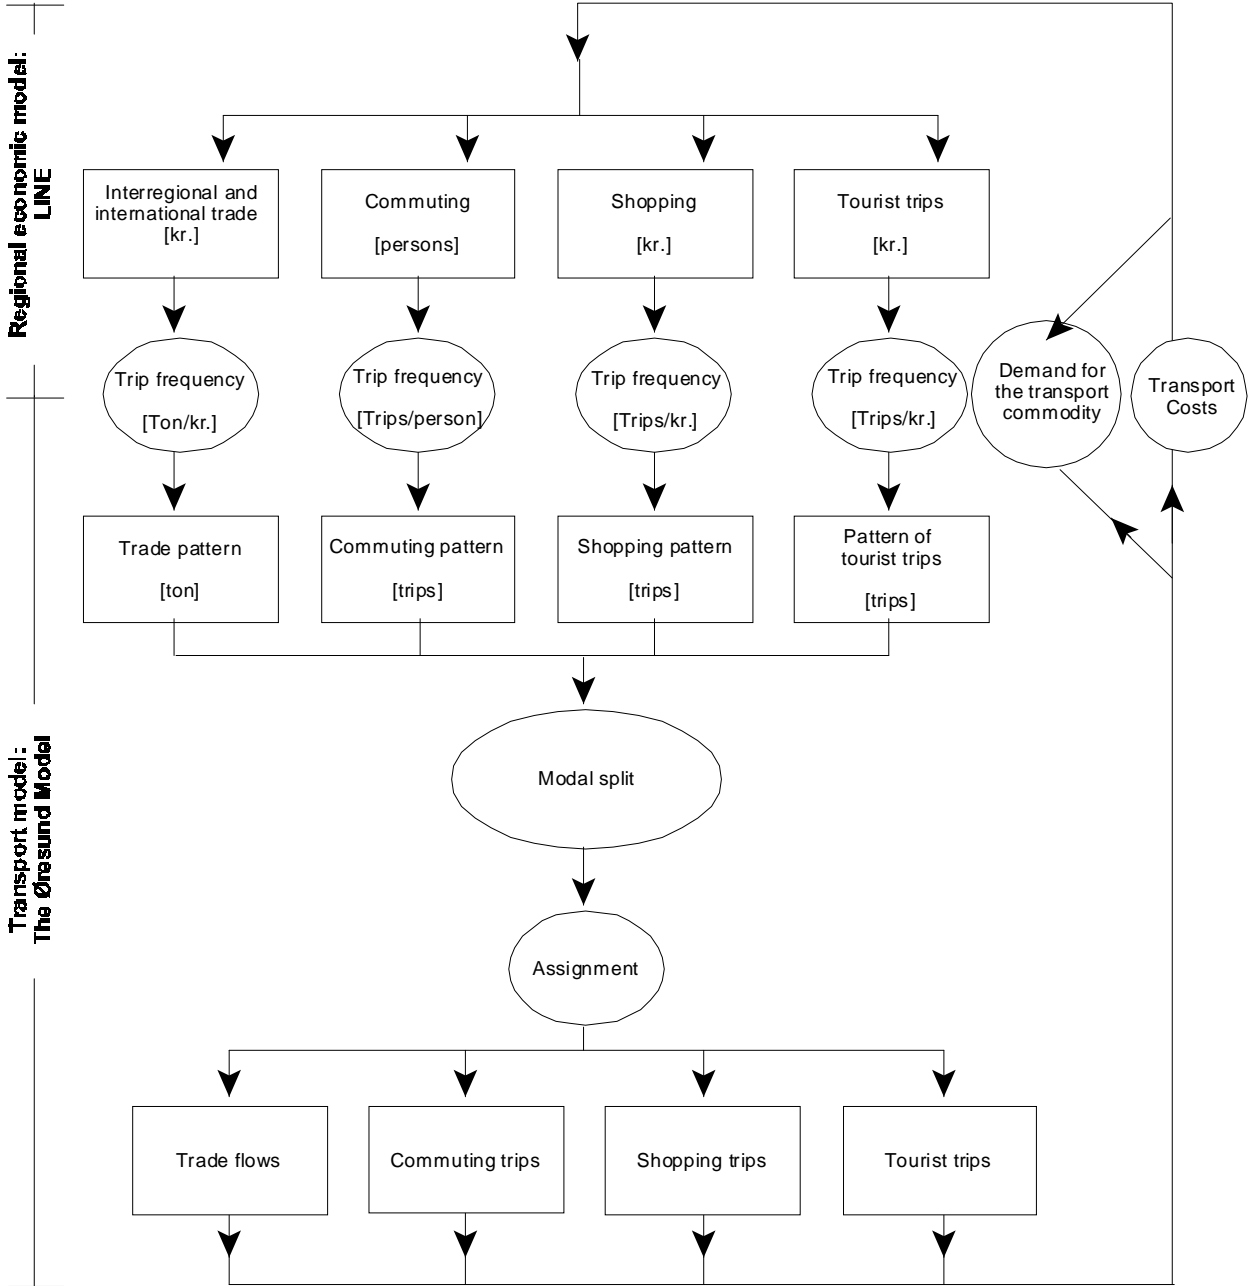 Regional economic model:
LINE
Interregional and
international trade
[kr.]
Commuting
[persons]
Shopping
[kr.]
Tourist trips
[kr.]
Trip frequency
[Ton/kr.]
Trip frequency
[Trips/person]
Trip frequency
[Trips/kr.]
Trip frequency
[Trips/kr.]
Demand for
the transport
commodity
Transport
Costs
Trade pattern
[ton]
Commuting pattern
[trips]
Shopping pattern
[trips]
Pattern of
tourist trips
[trips]
Transport model:
The Øresund Model
Modal split
Assignment
Trade flows
Commuting trips
Shopping trips
Tourist trips